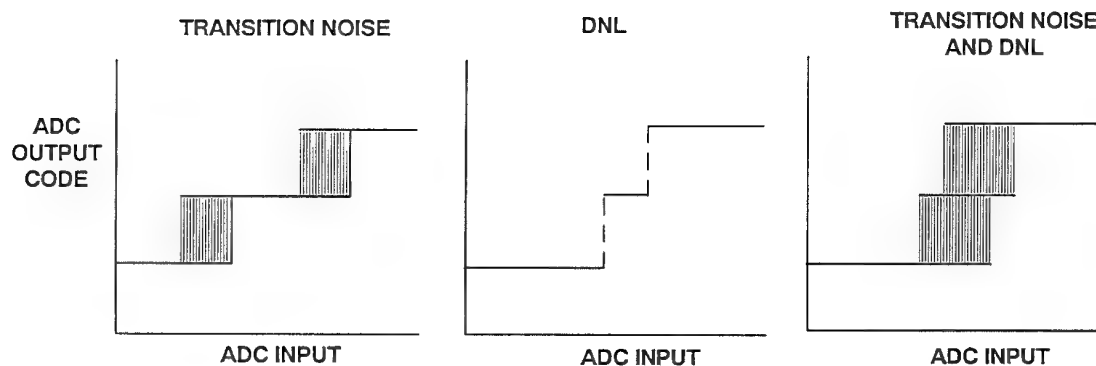 TRANSITION NOISE
DNL
TRANSITION NOISE
AND DNL
ADC
OUTPUT
CODE
ADC INPUT
ADC INPUT
ADC INPUT